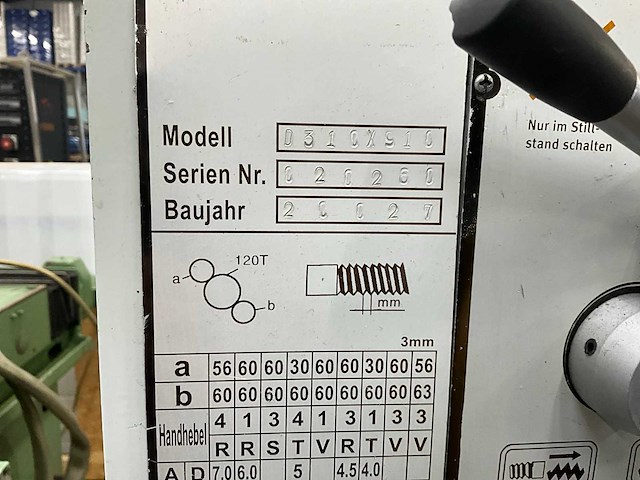 Modell D310X910
Serien Nr. 020260
Baujahr
Nur im Still-
stand schalten
a 120T b
mm
3mm
a 56 60 60 30 60 60 30 60 56
b 60 60 60 60 60 60 60 60 63
Handhebel 4 1 3 4 1 3 1 3 3
R R S T V R T V V
A D 7.0 6.0 5 4.5 4.0